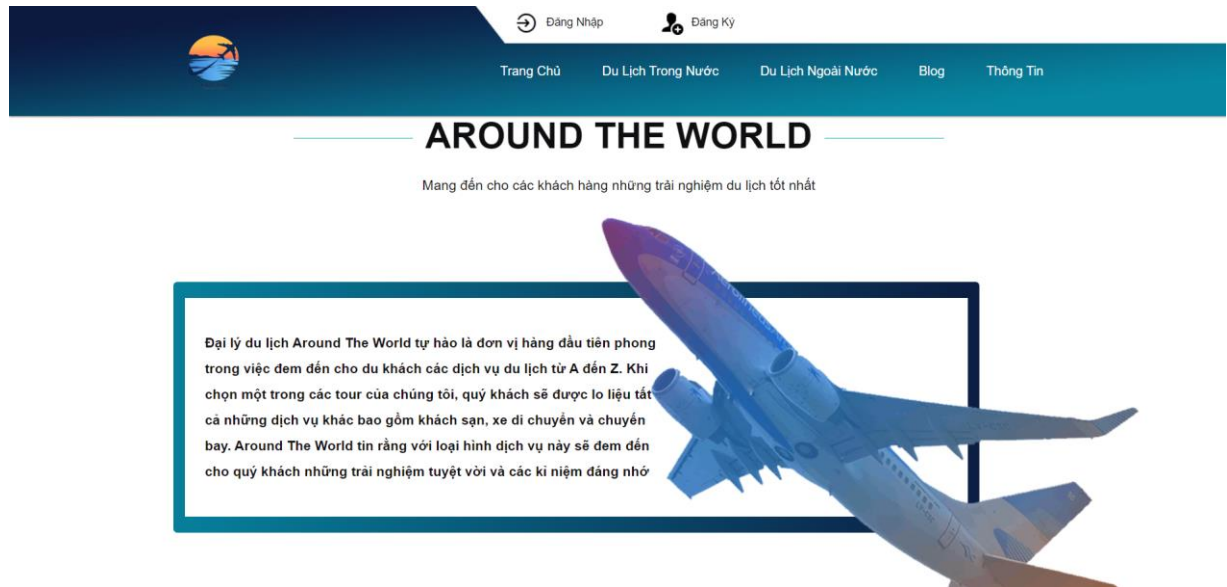 Đăng Nhập
Đăng Ký
Trang Chủ
Du Lịch Trong Nước
Du Lịch Ngoài Nước
Blog
Thông Tin
AROUND THE WORLD
Mang đến cho các khách hàng những trải nghiệm du lịch tốt nhất
Đại lý du lịch Around The World tự hào là đơn vị hàng đầu tiên phong
trong việc đem đến cho du khách các dịch vụ du lịch từ A đến Z. Khi
chọn một trong các tour của chúng tôi, quý khách sẽ được lo liệu tất
cả những dịch vụ khác bao gồm khách sạn, xe di chuyển và chuyến
bay. Around The World tin rằng với loại hình dịch vụ này sẽ đem đến
cho quý khách những trải nghiệm tuyệt vời và các kỉ niệm đáng nhớ